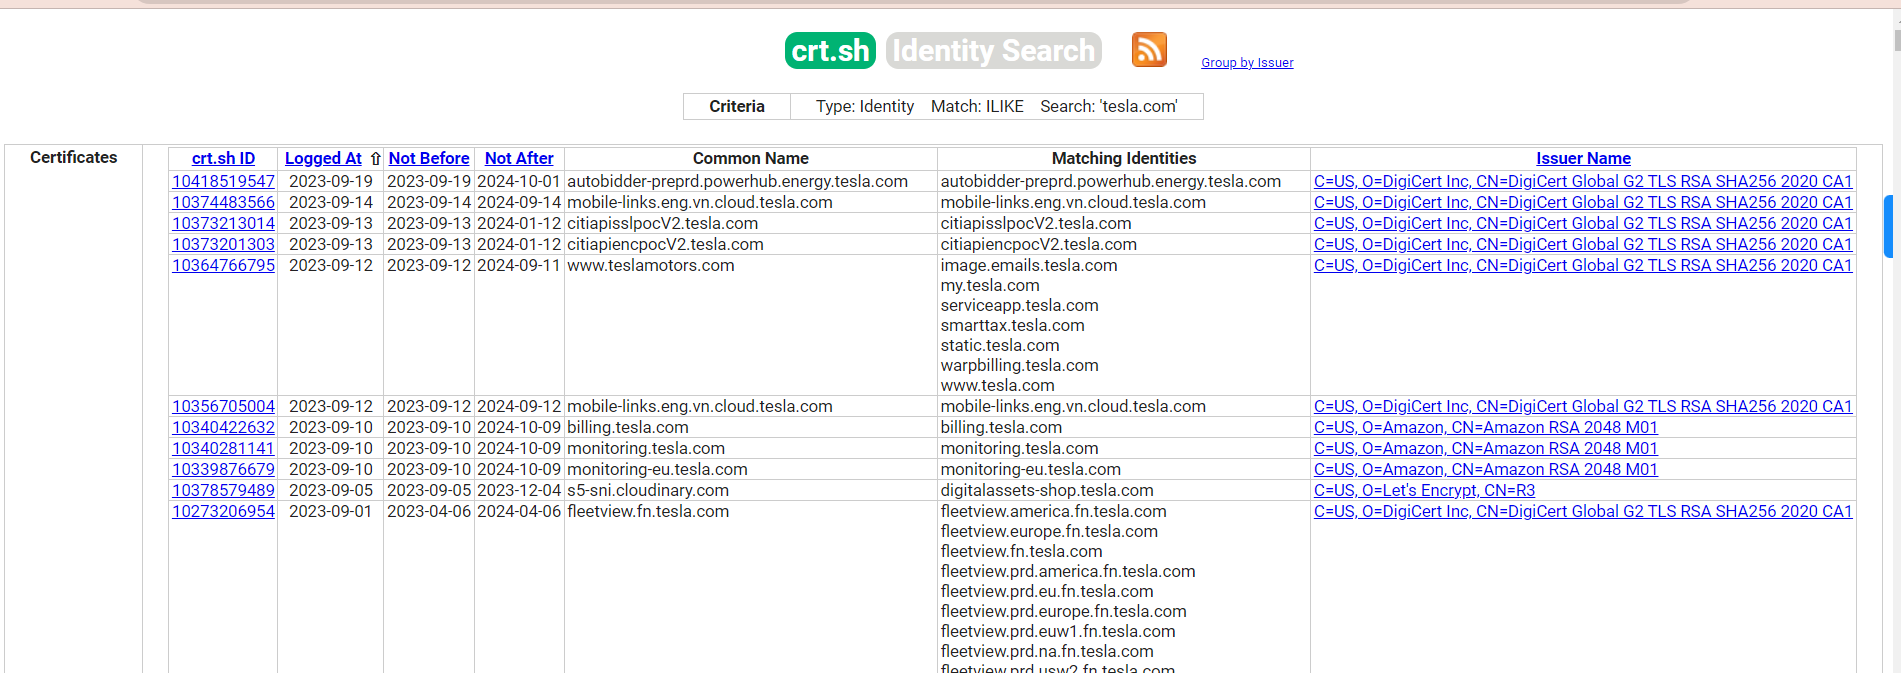 crt.sh Identity Search Group by Issuer
Criteria Type: Identity Match: ILIKE Search: 'tesla.com'
Certificates crt.sh ID Logged At ⇧ Not Before Not After Common Name Matching Identities Issuer Name
10418519547 2023-09-19 2023-09-19 2024-10-01 autobidder-preprd.powerhub.energy.tesla.com autobidder-preprd.powerhub.energy.tesla.com C=US, O=DigiCert Inc, CN=DigiCert Global G2 TLS RSA SHA256 2020 CA1
10374483566 2023-09-14 2023-09-14 2024-09-14 mobile-links.eng.vn.cloud.tesla.com mobile-links.eng.vn.cloud.tesla.com C=US, O=DigiCert Inc, CN=DigiCert Global G2 TLS RSA SHA256 2020 CA1
10373213014 2023-09-13 2023-09-13 2024-01-12 citiapisslpocV2.tesla.com citiapisslpocV2.tesla.com C=US, O=DigiCert Inc, CN=DigiCert Global G2 TLS RSA SHA256 2020 CA1
10373201303 2023-09-13 2023-09-13 2024-01-12 citiapiencpocV2.tesla.com citiapiencpocV2.tesla.com C=US, O=DigiCert Inc, CN=DigiCert Global G2 TLS RSA SHA256 2020 CA1
10364766795 2023-09-12 2023-09-12 2024-09-11 www.teslamotors.com image.emails.tesla.com C=US, O=DigiCert Inc, CN=DigiCert Global G2 TLS RSA SHA256 2020 CA1
my.tesla.com
serviceapp.tesla.com
smarttax.tesla.com
static.tesla.com
warpbilling.tesla.com
www.tesla.com
10356705004 2023-09-12 2023-09-12 2024-09-12 mobile-links.eng.vn.cloud.tesla.com mobile-links.eng.vn.cloud.tesla.com C=US, O=DigiCert Inc, CN=DigiCert Global G2 TLS RSA SHA256 2020 CA1
10340422632 2023-09-10 2023-09-10 2024-10-09 billing.tesla.com billing.tesla.com C=US, O=Amazon, CN=Amazon RSA 2048 M01
10340281141 2023-09-10 2023-09-10 2024-10-09 monitoring.tesla.com monitoring.tesla.com C=US, O=Amazon, CN=Amazon RSA 2048 M01
10339876679 2023-09-10 2023-09-10 2024-10-09 monitoring-eu.tesla.com monitoring-eu.tesla.com C=US, O=Amazon, CN=Amazon RSA 2048 M01
10378579489 2023-09-05 2023-09-05 2023-12-04 s5-sni.cloudinary.com digitalassets-shop.tesla.com C=US, O=Let's Encrypt, CN=R3
10273206954 2023-09-01 2023-04-06 2024-04-06 fleetview.fn.tesla.com fleetview.america.fn.tesla.com C=US, O=DigiCert Inc, CN=DigiCert Global G2 TLS RSA SHA256 2020 CA1
fleetview.europe.fn.tesla.com
fleetview.fn.tesla.com
fleetview.prd.america.fn.tesla.com
fleetview.prd.eu.fn.tesla.com
fleetview.prd.europe.fn.tesla.com
fleetview.prd.euw1.fn.tesla.com
fleetview.prd.na.fn.tesla.com
fleetview.prd.usw2.fn.tesla.com